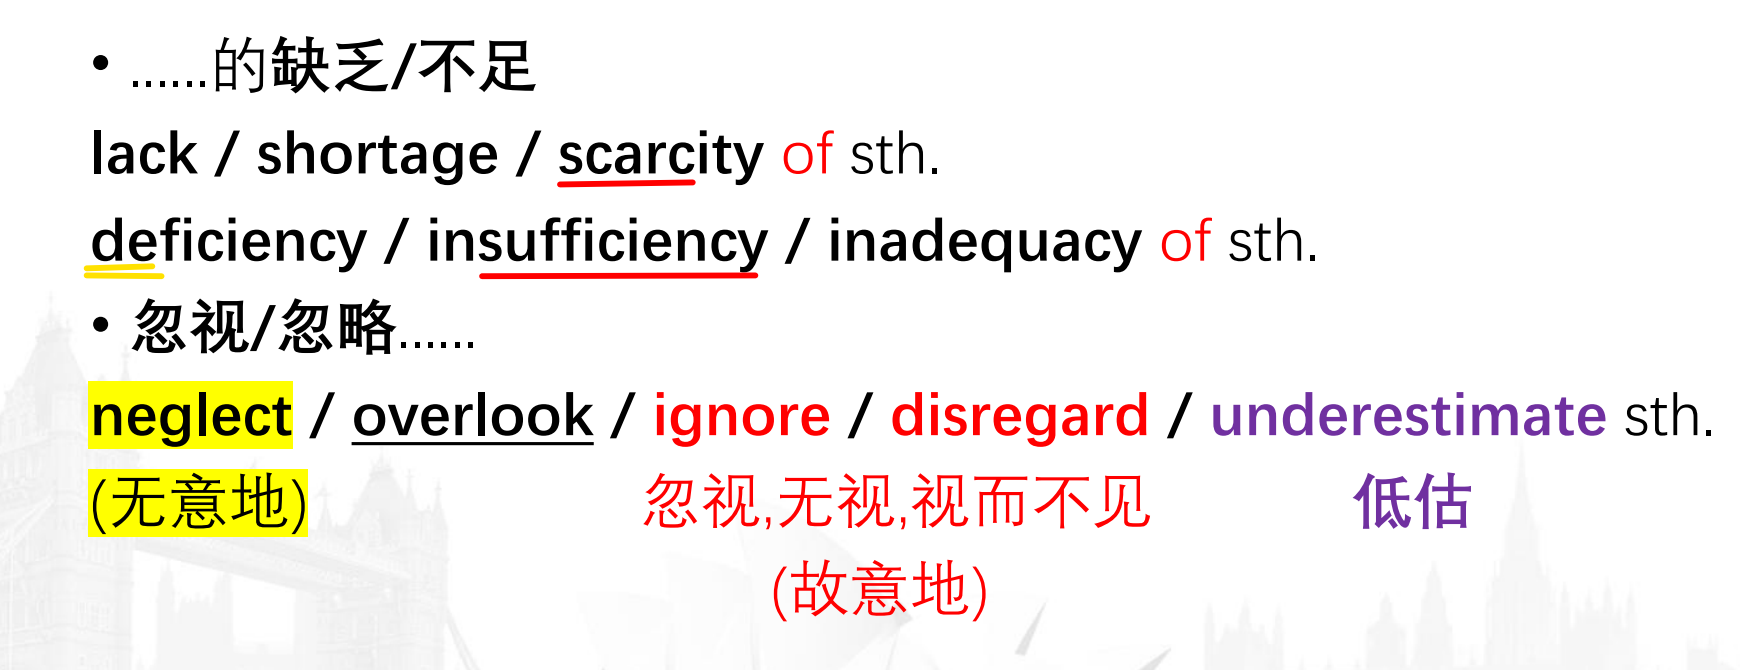 • ......的缺乏/不足
lack / shortage / scarcity of sth.
deficiency / insufficiency / inadequacy of sth.
• 忽视/忽略......
neglect / overlook / ignore / disregard / underestimate sth.
(无意地) 忽视,无视,视而不见 低估
(故意地)